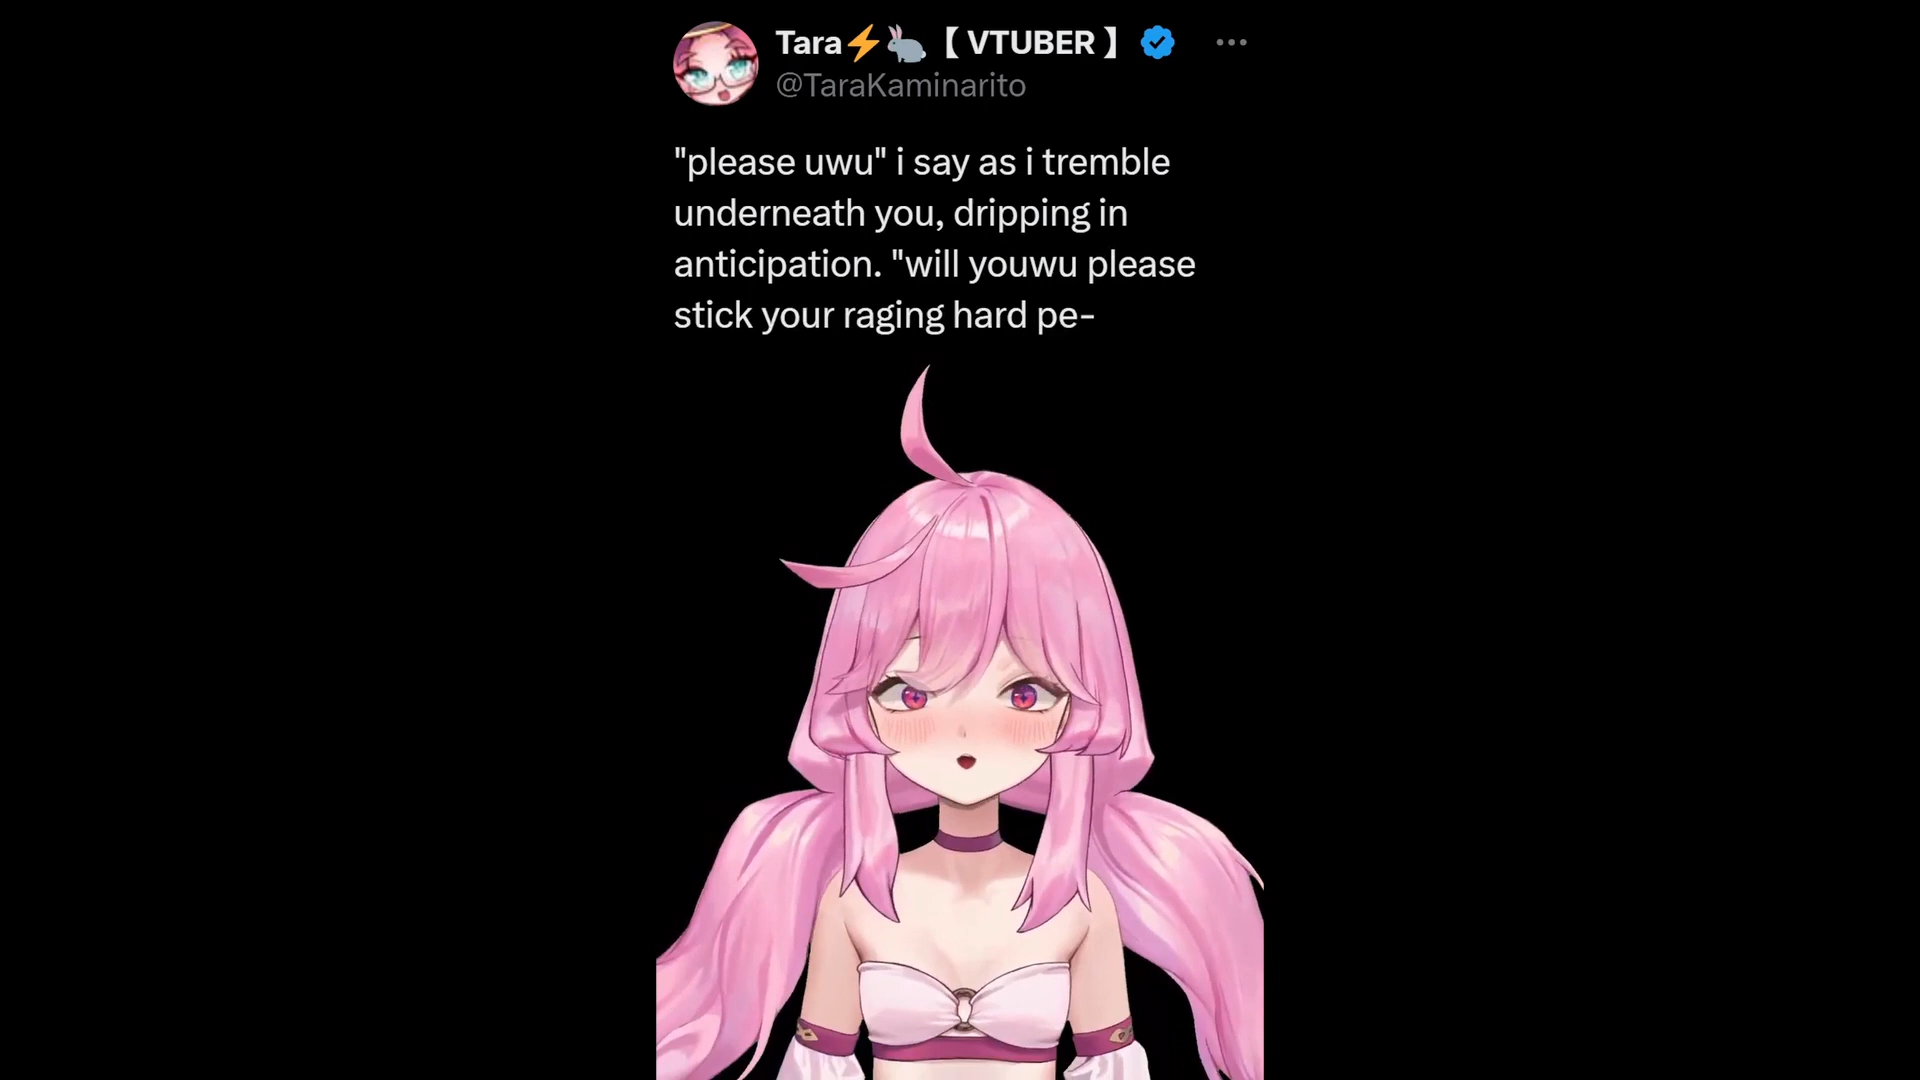 Tara⚡🐇【 VTUBER 】
@TaraKaminarito
"please uwu" i say as i tremble
underneath you, dripping in
anticipation. "will youwu please
stick your raging hard pe-